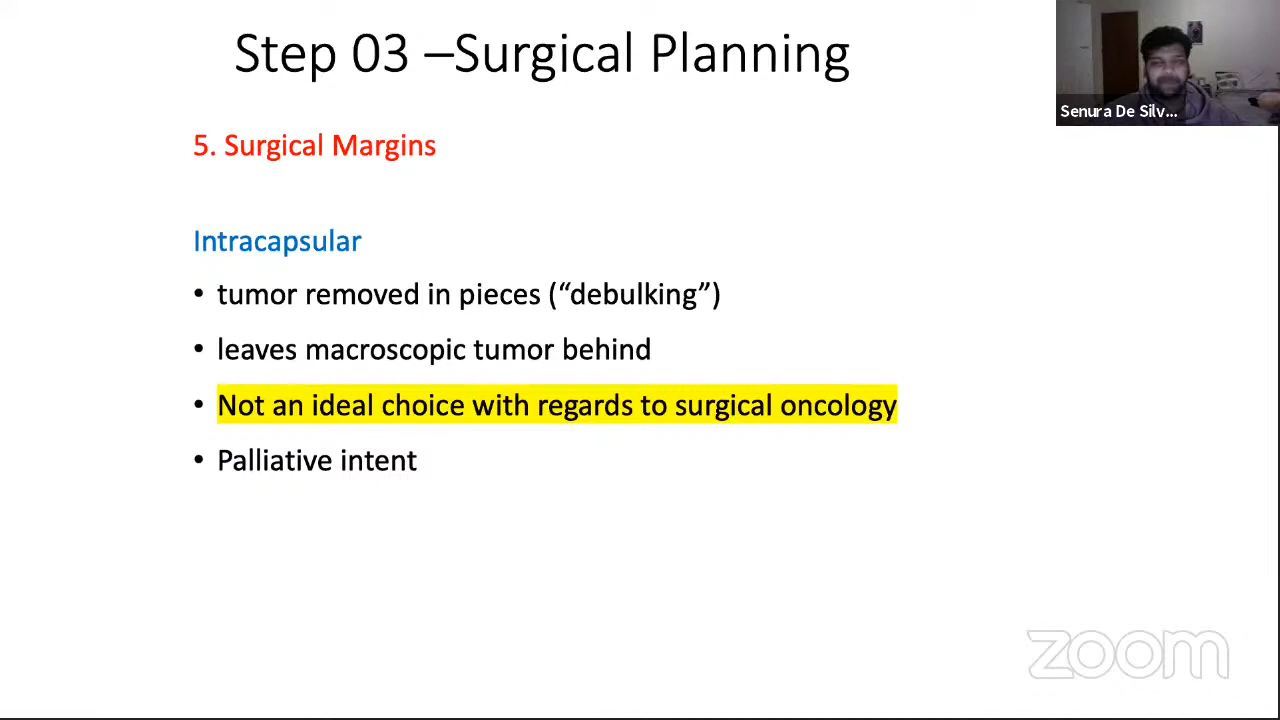 Step 03 –Surgical Planning
Senura De Silv...
5. Surgical Margins
Intracapsular
• tumor removed in pieces (“debulking”)
• leaves macroscopic tumor behind
• Not an ideal choice with regards to surgical oncology
• Palliative intent
zoom